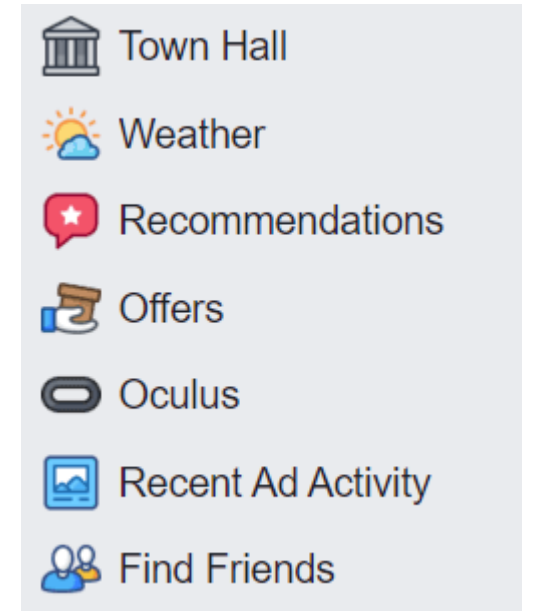 Town Hall
Weather
Recommendations
Offers
Oculus
Recent Ad Activity
Find Friends